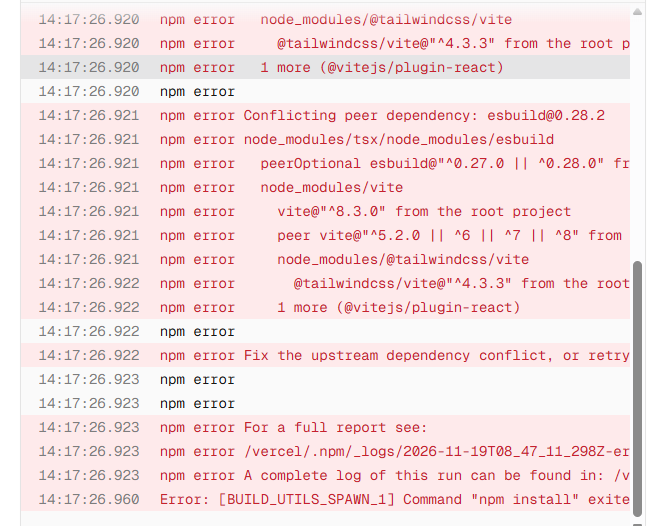 14:17:26.920 npm error   node_modules/@tailwindcss/vite
14:17:26.920 npm error     @tailwindcss/vite@"^4.3.3" from the root p
14:17:26.920 npm error   1 more (@vitejs/plugin-react)
14:17:26.920 npm error
14:17:26.921 npm error Conflicting peer dependency: esbuild@0.28.2
14:17:26.921 npm error node_modules/tsx/node_modules/esbuild
14:17:26.921 npm error   peerOptional esbuild@"^0.27.0 || ^0.28.0" fr
14:17:26.921 npm error   node_modules/vite
14:17:26.921 npm error     vite@"^8.3.0" from the root project
14:17:26.921 npm error     peer vite@"^5.2.0 || ^6 || ^7 || ^8" from
14:17:26.921 npm error     node_modules/@tailwindcss/vite
14:17:26.922 npm error       @tailwindcss/vite@"^4.3.3" from the root
14:17:26.922 npm error     1 more (@vitejs/plugin-react)
14:17:26.922 npm error
14:17:26.922 npm error Fix the upstream dependency conflict, or retry
14:17:26.923 npm error
14:17:26.923 npm error
14:17:26.923 npm error For a full report see:
14:17:26.923 npm error /vercel/.npm/_logs/2026-11-19T08_47_11_298Z-er
14:17:26.923 npm error A complete log of this run can be found in: /v
14:17:26.960 Error: [BUILD_UTILS_SPAWN_1] Command "npm install" exite